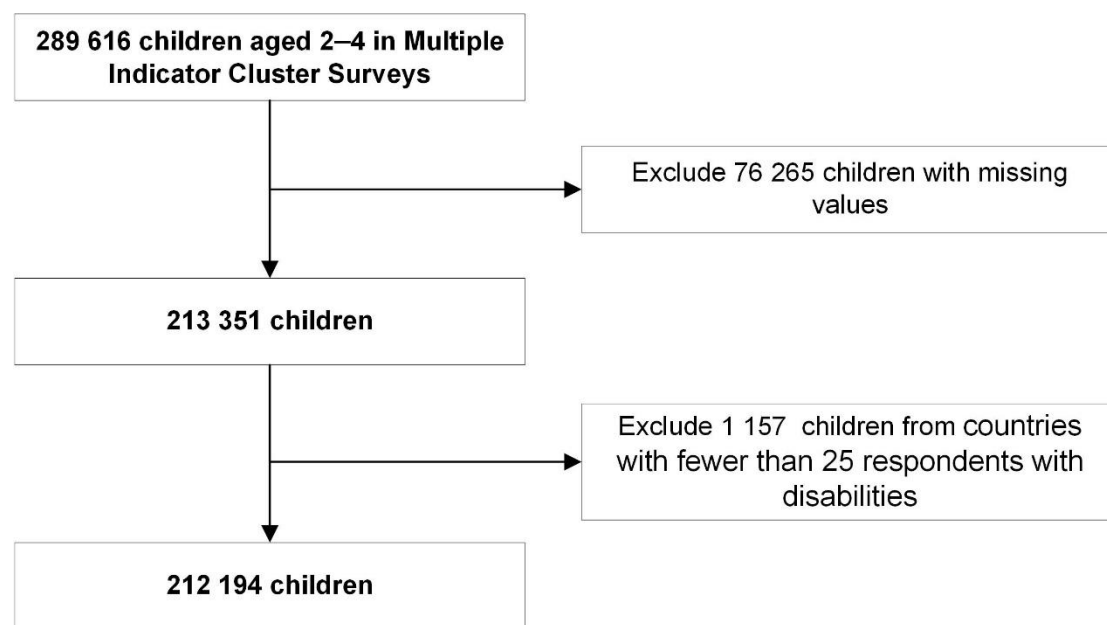 289 616 children aged 2–4 in Multiple
Indicator Cluster Surveys
Exclude 76 265 children with missing
values
213 351 children
Exclude 1 157 children from countries
with fewer than 25 respondents with
disabilities
212 194 children